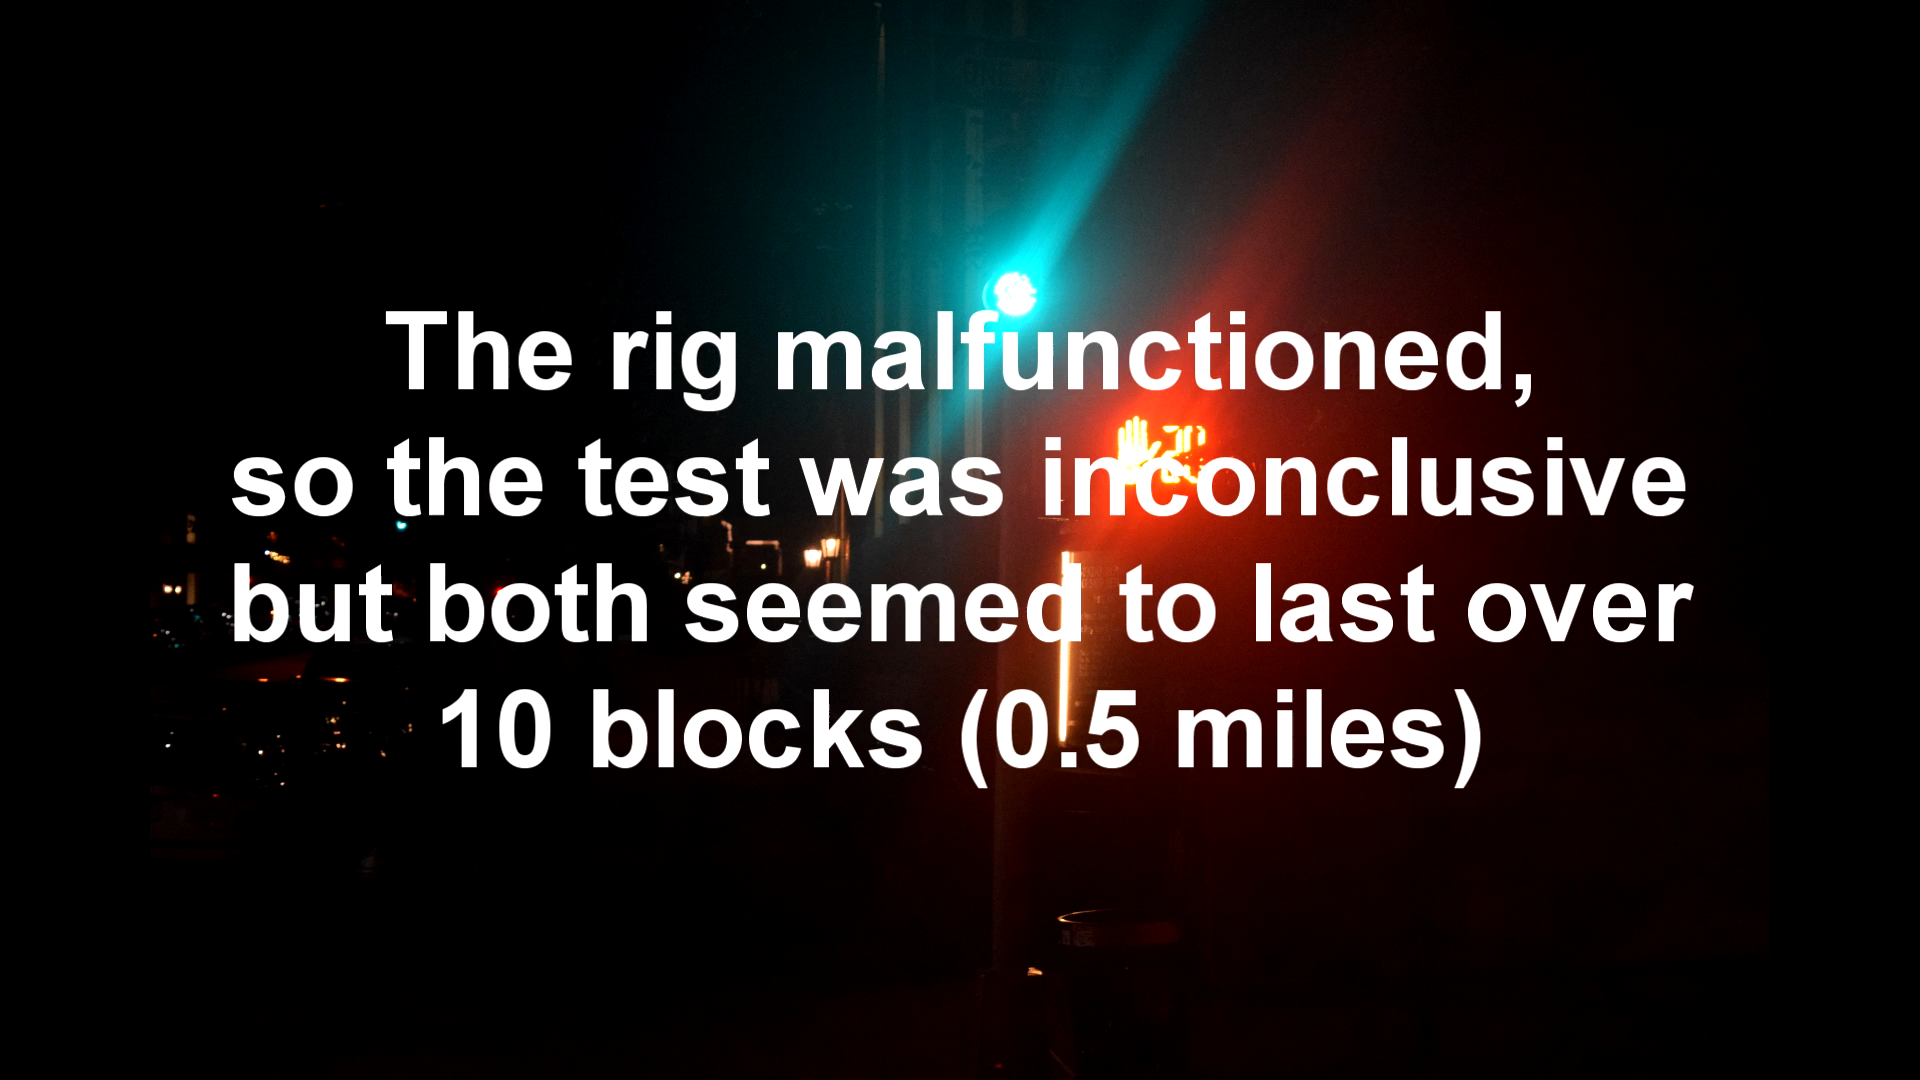 The rig malfunctioned,
so the test was inconclusive
but both seemed to last over
10 blocks (0.5 miles)